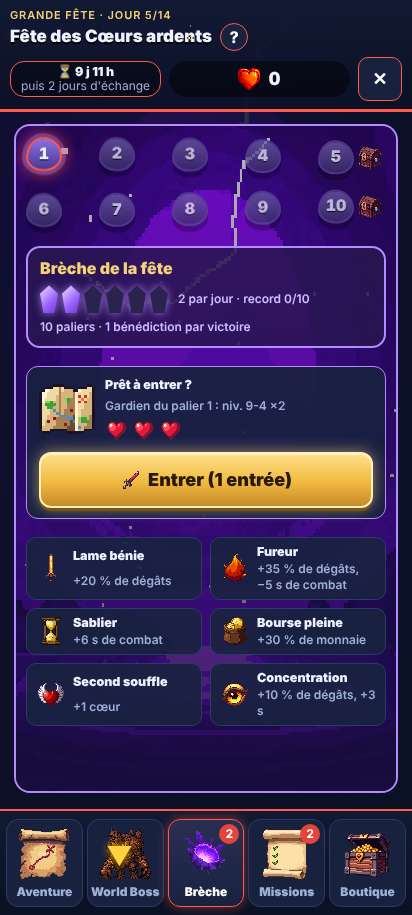 GRANDE FÊTE · JOUR 5/14
Fête des Cœurs ardents ?
9 j 11 h
puis 2 jours d'échange
0
×
1 2 3 4 5
6 7 8 9 10
Brèche de la fête
2 par jour · record 0/10
10 paliers · 1 bénédiction par victoire
Prêt à entrer ?
Gardien du palier 1 : niv. 9-4 ×2
Entrer (1 entrée)
Lame bénie
+20 % de dégâts
Fureur
+35 % de dégâts,
−5 s de combat
Sablier
+6 s de combat
Bourse pleine
+30 % de monnaie
Second souffle
+1 cœur
Concentration
+10 % de dégâts, +3
s
2
2
Aventure
World Boss
Brèche
Missions
Boutique